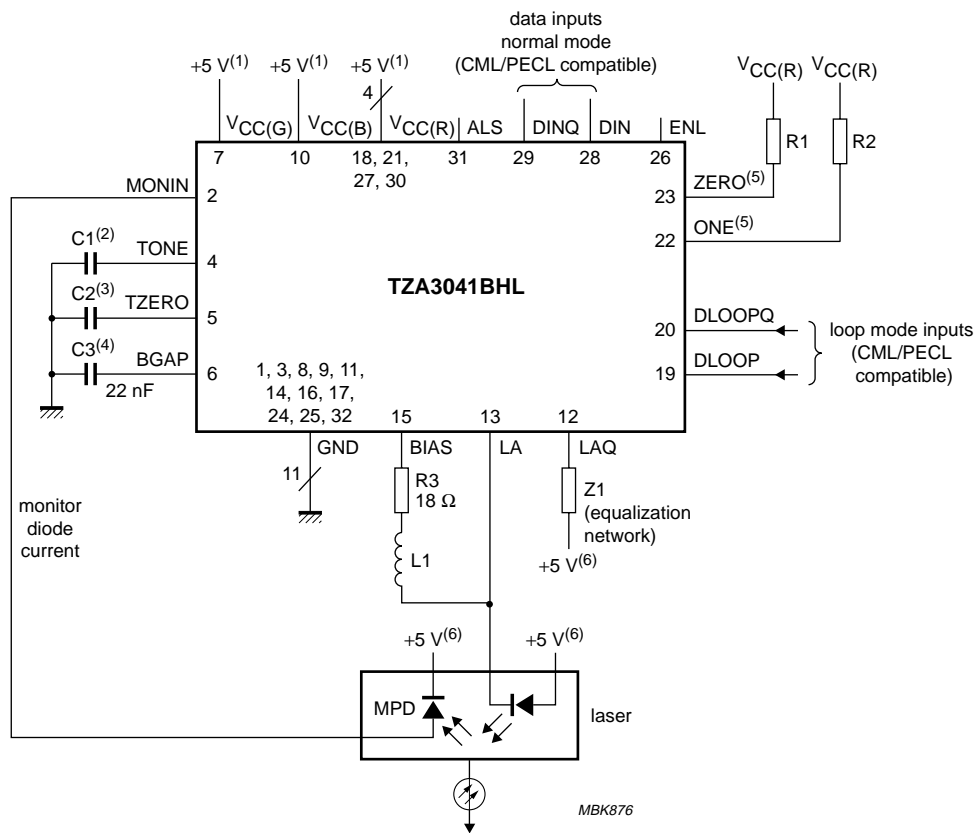 data inputs
normal mode
(CML/PECL compatible)
+5 V(1)
+5 V(1)
+5 V(1)
4
VCC(R)
VCC(R)
VCC(G)
VCC(B)
VCC(R)
ALS
DINQ
DIN
ENL
R1
R2
7
10
18, 21,
27, 30
31
29
28
26
MONIN
2
ZERO(5)
23
C1(2)
TONE
4
ONE(5)
22
TZA3041BHL
C2(3)
TZERO
5
DLOOPQ
20
C3(4)
BGAP
6
22 nF
DLOOP
19
loop mode inputs
(CML/PECL
compatible)
1, 3, 8, 9, 11,
14, 16, 17,
24, 25, 32
15
13
12
GND
BIAS
LA
LAQ
11
R3
18 Ω
Z1
(equalization
network)
monitor
diode
current
L1
+5 V(6)
+5 V(6)
+5 V(6)
MPD
laser
MBK876